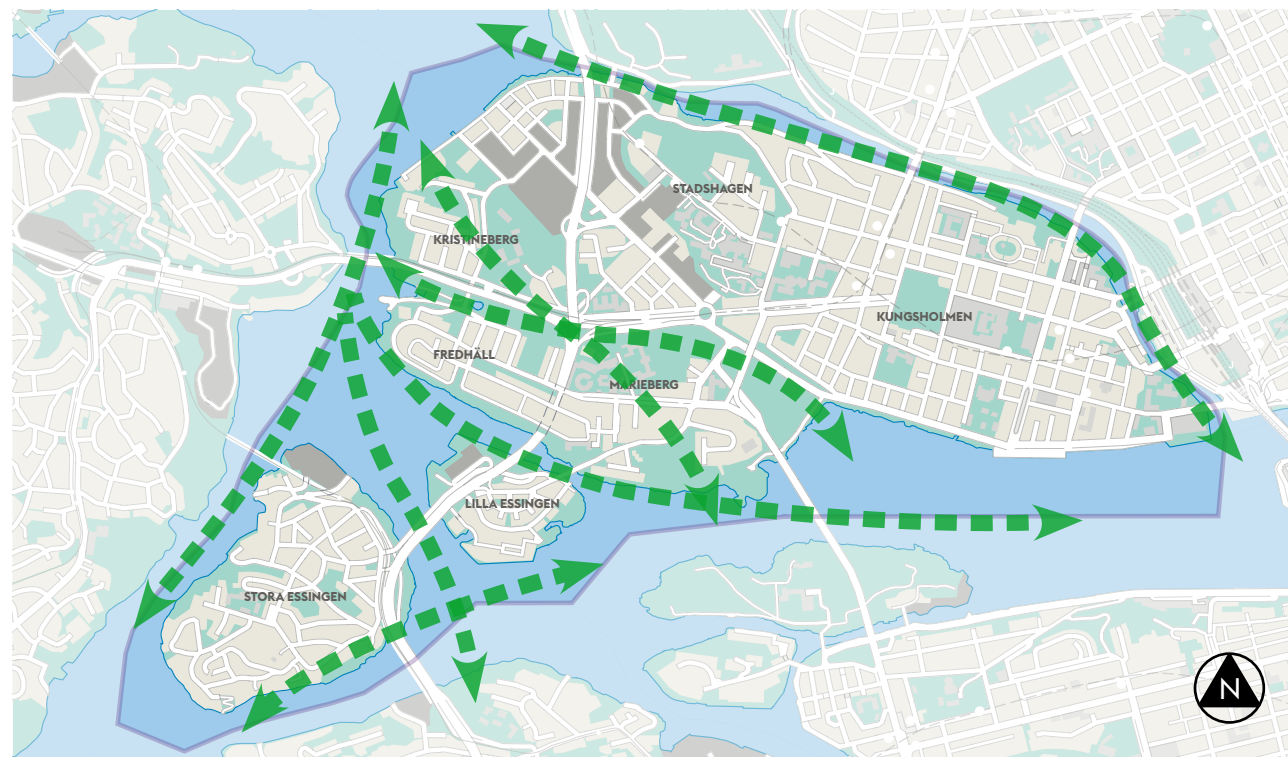 STADSHAGEN
KRISTINEBERG
KUNGSHOLMEN
FREDHÄLL
MARIEBERG
LILLA ESSINGEN
STORA ESSINGEN
N